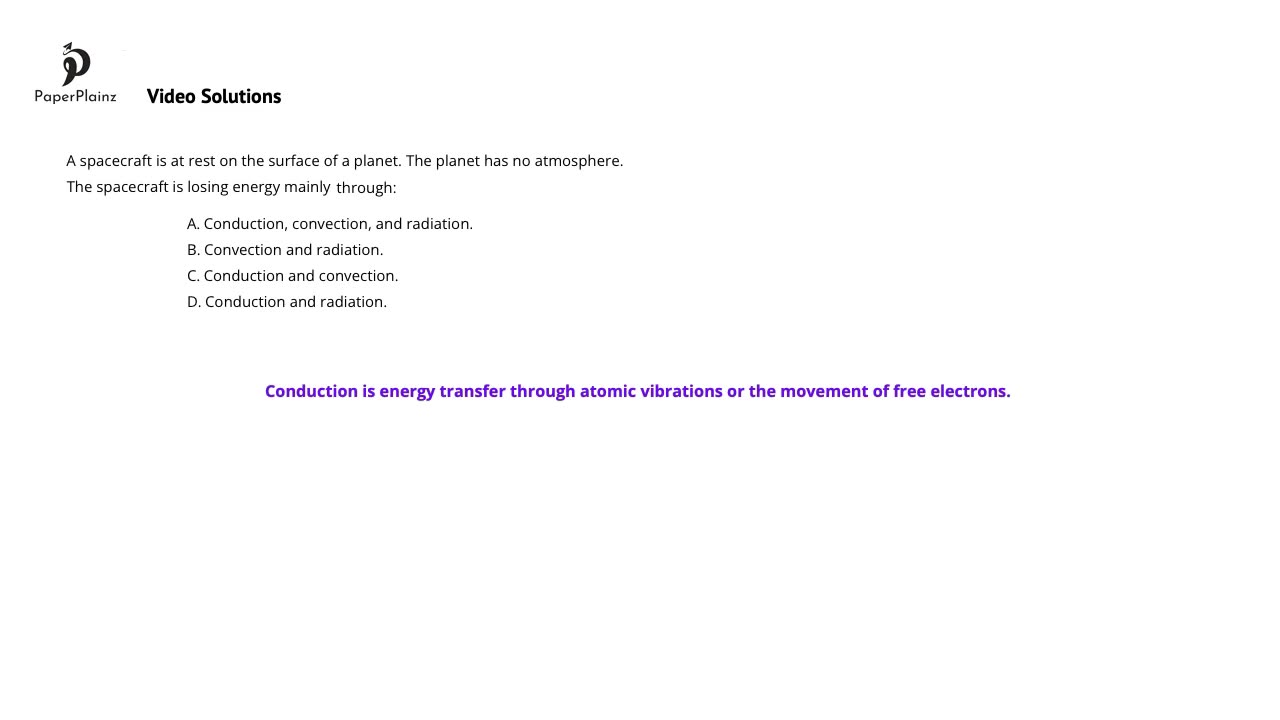 PaperPlainz
Video Solutions
A spacecraft is at rest on the surface of a planet. The planet has no atmosphere.
The spacecraft is losing energy mainly through:
A. Conduction, convection, and radiation.
B. Convection and radiation.
C. Conduction and convection.
D. Conduction and radiation.
Conduction is energy transfer through atomic vibrations or the movement of free electrons.